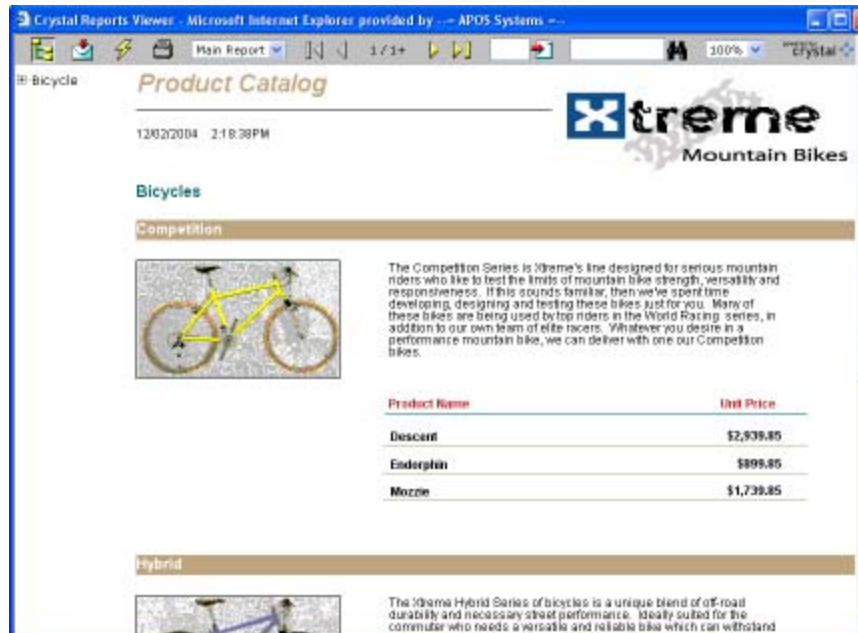 Crystal Reports Viewer - Microsoft Internet Explorer provided by --= APOS Systems =--
Main Report
1 / 1+
100%
crystal
Bicycle
Product Catalog
12/02/2004 2:18:38PM
Xtreme
Mountain Bikes
Bicycles
Competition
The Competition Series is Xtreme's line designed for serious mountain
riders who like to test the limits of mountain bike strength, versatility and
responsiveness. If this sounds familiar, then we've spent time
developing, designing and testing these bikes just for you. Many of
these bikes are being used by top riders in the World Racing series, in
addition to our own team of elite racers. Whatever you desire in a
performance mountain bike, we can deliver with one our Competition
bikes.
Product Name Unit Price
Descent $2,939.85
Endorphin $899.85
Mozzie $1,739.85
Hybrid
The Xtreme Hybrid Series of bicycles is a unique blend of off-road
durability and necessary street performance. Ideally suited for the
commuter who needs a versatile and reliable bike which can withstand